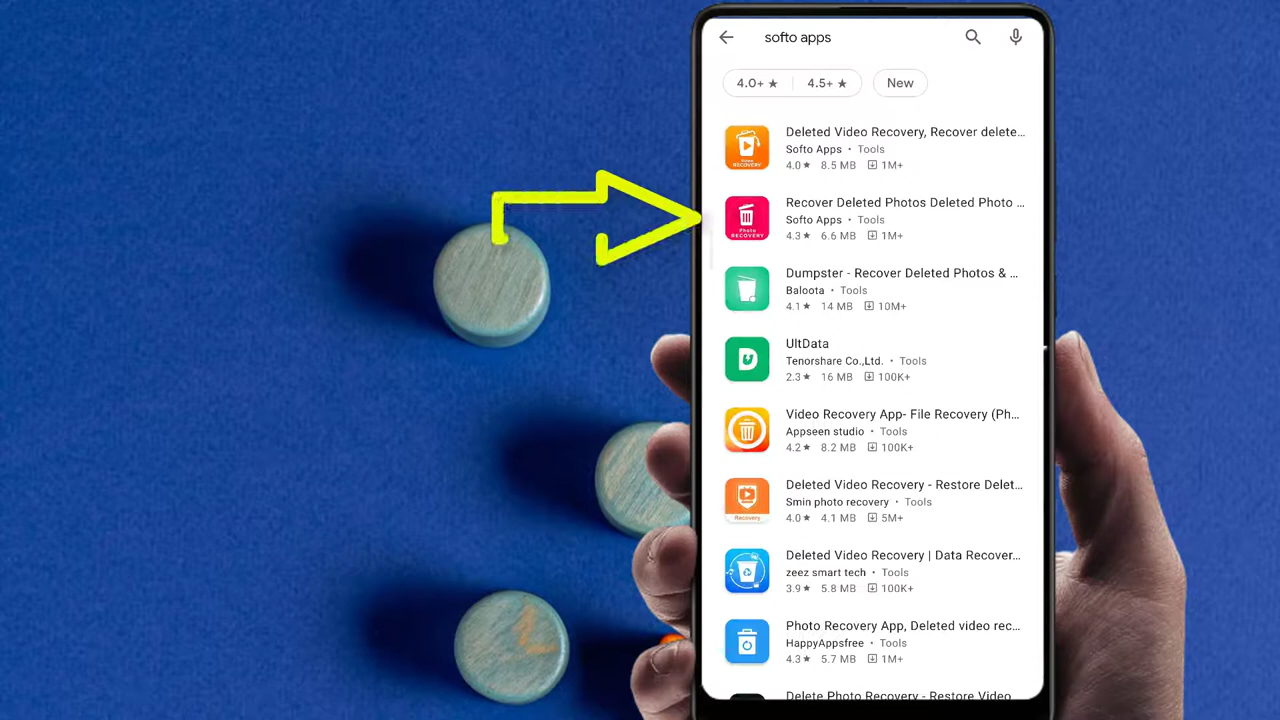 softo apps
4.0+ ★ 4.5+ ★ New
Deleted Video Recovery, Recover delete…
Softo Apps • Tools
4.0★ 8.5 MB 1M+
Video
RECOVERY
Recover Deleted Photos Deleted Photo …
Softo Apps • Tools
4.3★ 6.6 MB 1M+
Photo
RECOVERY
Dumpster - Recover Deleted Photos & …
Baloota • Tools
4.1★ 14 MB 10M+
UltData
Tenorshare Co.,Ltd. • Tools
2.3★ 16 MB 100K+
Video Recovery App- File Recovery (Ph…
Appseen studio • Tools
4.2★ 8.2 MB 100K+
Deleted Video Recovery - Restore Delet…
Smin photo recovery • Tools
4.0★ 4.1 MB 5M+
Recovery
Deleted Video Recovery | Data Recover…
zeez smart tech • Tools
3.9★ 5.8 MB 100K+
Photo Recovery App, Deleted video rec…
HappyAppsfree • Tools
4.3★ 5.7 MB 1M+
Delete Photo Recovery - Restore Video